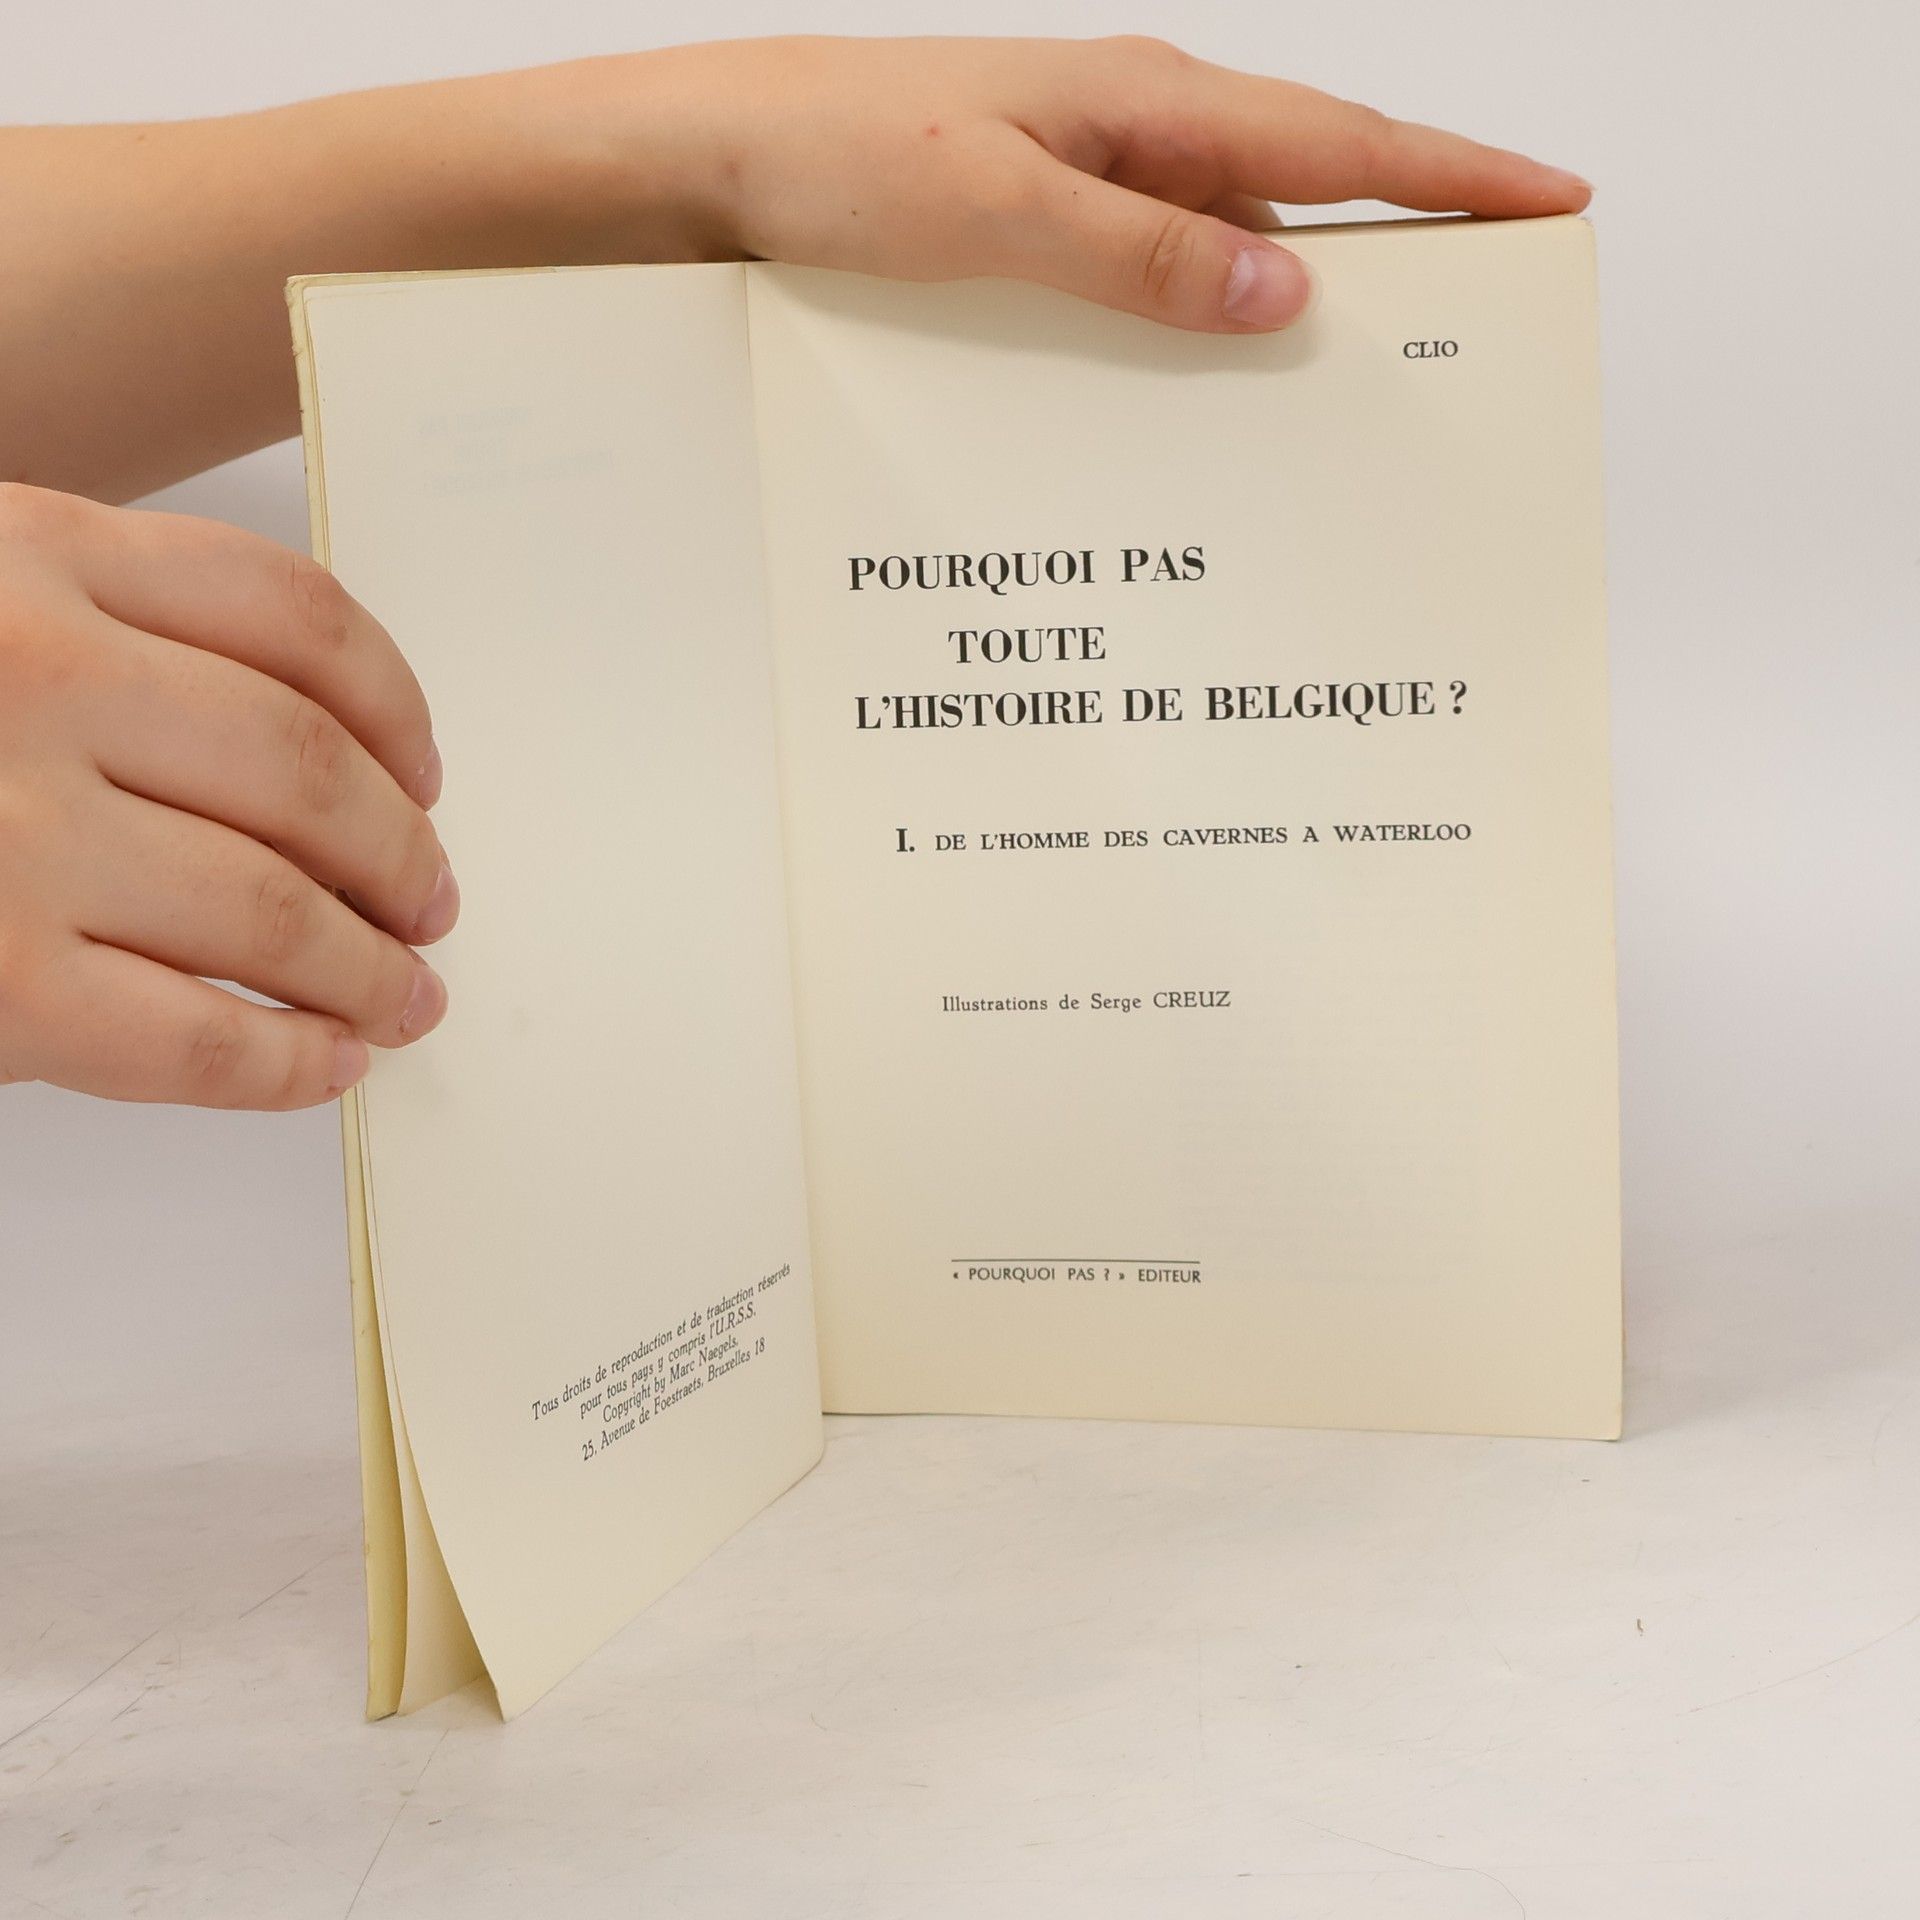 Tous droits de reproduction et de traduction réservés
pour tous pays y compris l'U.R.S.S.
Copyright by Marc Naegels,
25, Avenue de Foestraets, Bruxelles 18
CLIO
POURQUOI PAS
TOUTE
L'HISTOIRE DE BELGIQUE ?
I. DE L'HOMME DES CAVERNES A WATERLOO
Illustrations de Serge CREUZ
« POURQUOI PAS ? » EDITEUR